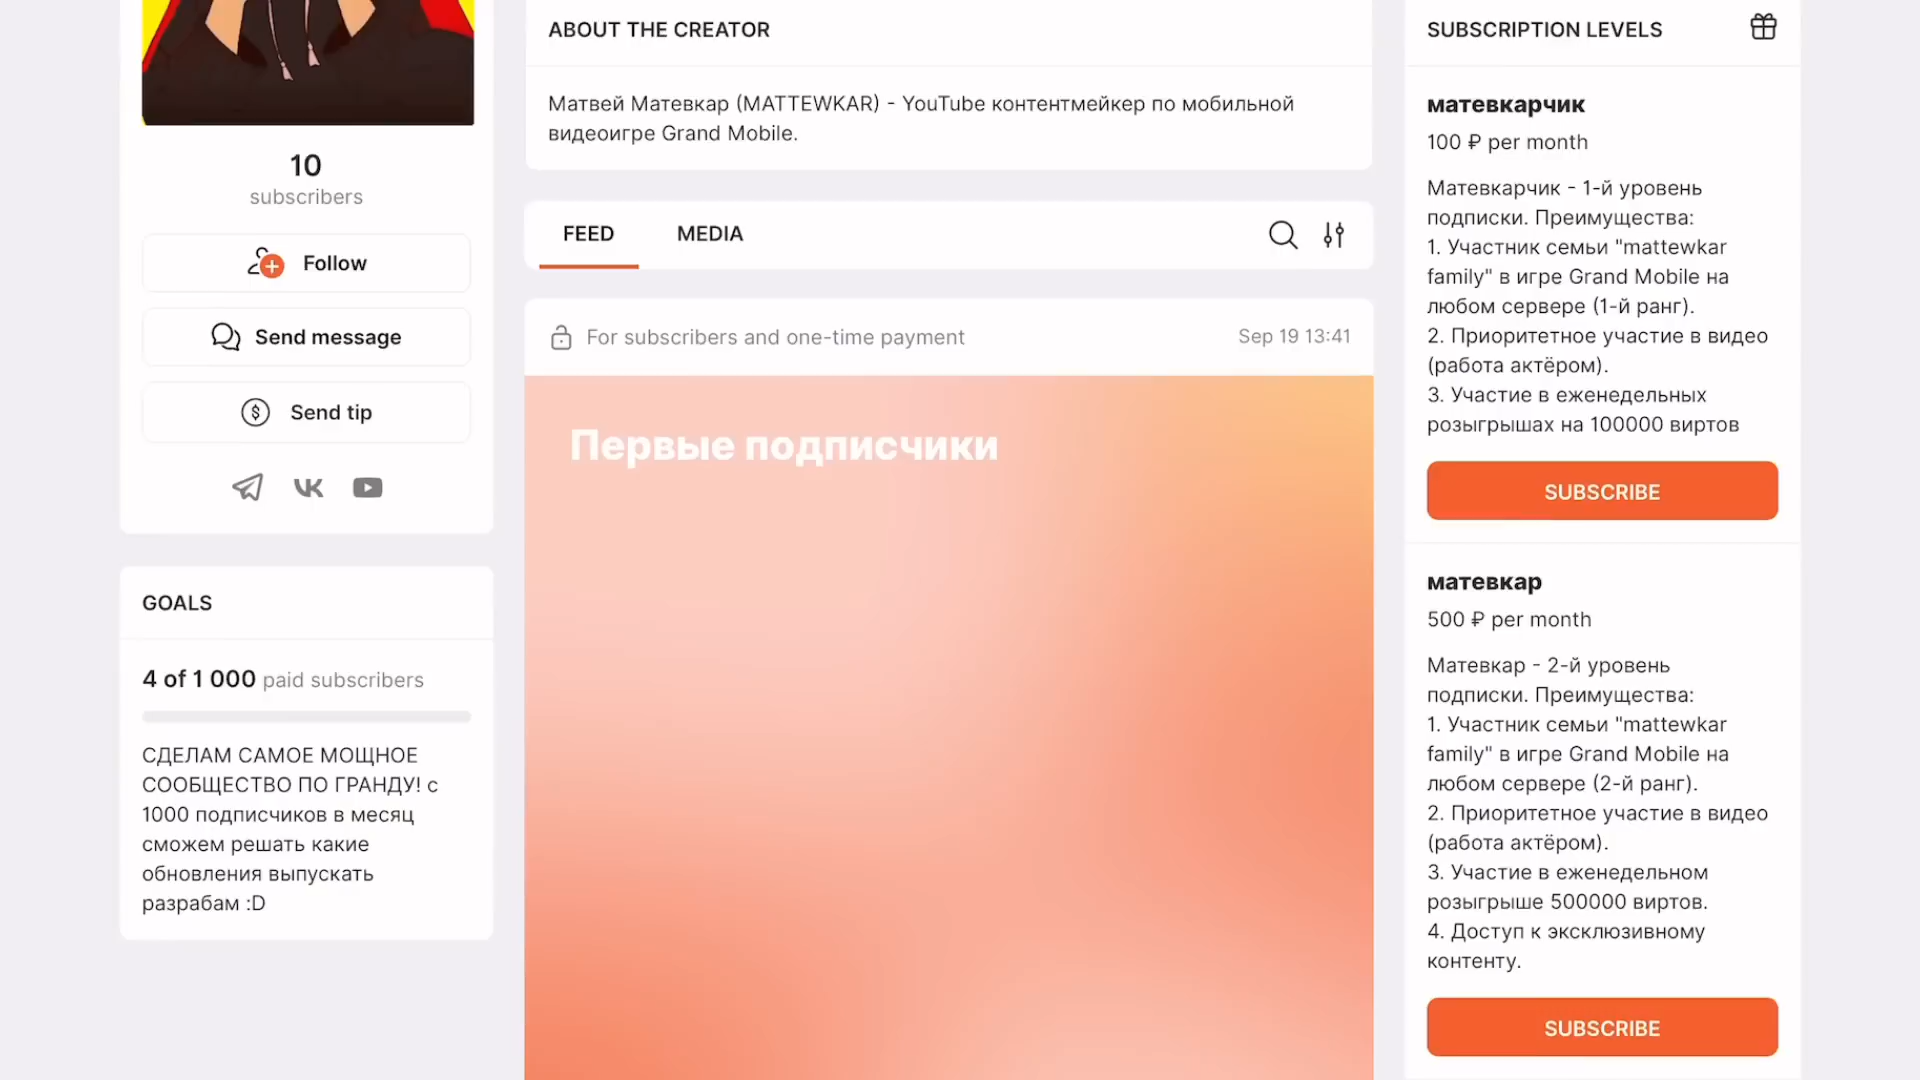 10
subscribers
Follow
Send message
Send tip
GOALS
4 of 1 000 paid subscribers
СДЕЛАМ САМОЕ МОЩНОЕ
СООБЩЕСТВО ПО ГРАНДУ! с
1000 подписчиков в месяц
сможем решать какие
обновления выпускать
разрабам :D
ABOUT THE CREATOR
Матвей Матевкар (MATTEWKAR) - YouTube контентмейкер по мобильной
видеоигре Grand Mobile.
FEED MEDIA
For subscribers and one-time payment Sep 19 13:41
Первые подписчики
SUBSCRIPTION LEVELS
матевкарчик
100 ₽ per month
Матевкарчик - 1-й уровень
подписки. Преимущества:
1. Участник семьи "mattewkar
family" в игре Grand Mobile на
любом сервере (1-й ранг).
2. Приоритетное участие в видео
(работа актёром).
3. Участие в еженедельных
розыгрышах на 100000 виртов
SUBSCRIBE
матевкар
500 ₽ per month
Матевкар - 2-й уровень
подписки. Преимущества:
1. Участник семьи "mattewkar
family" в игре Grand Mobile на
любом сервере (2-й ранг).
2. Приоритетное участие в видео
(работа актёром).
3. Участие в еженедельном
розыгрыше 500000 виртов.
4. Доступ к эксклюзивному
контенту.
SUBSCRIBE